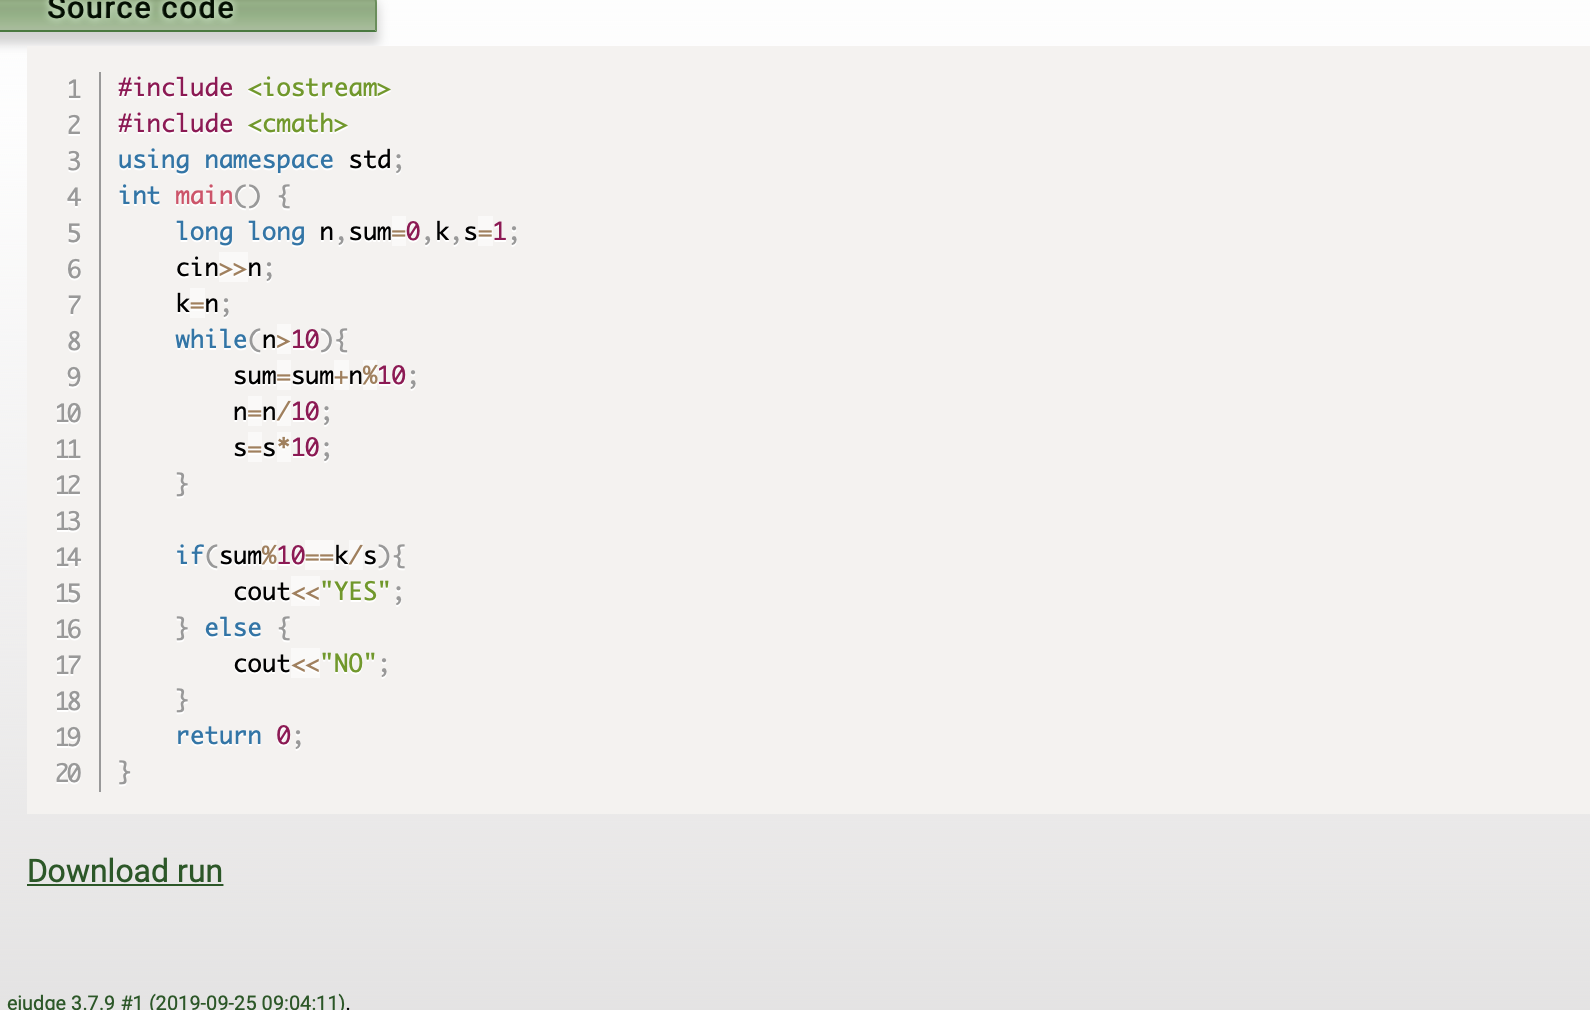 Source code
1 #include <iostream>
2 #include <cmath>
3 using namespace std;
4 int main() {
5     long long n,sum=0,k,s=1;
6     cin>>n;
7     k=n;
8     while(n>10){
9         sum=sum+n%10;
10         n=n/10;
11         s=s*10;
12     }
13
14     if(sum%10==k/s){
15         cout<<"YES";
16     } else {
17         cout<<"NO";
18     }
19     return 0;
20 }
Download run
ejudge 3.7.9 #1 (2019-09-25 09:04:11).